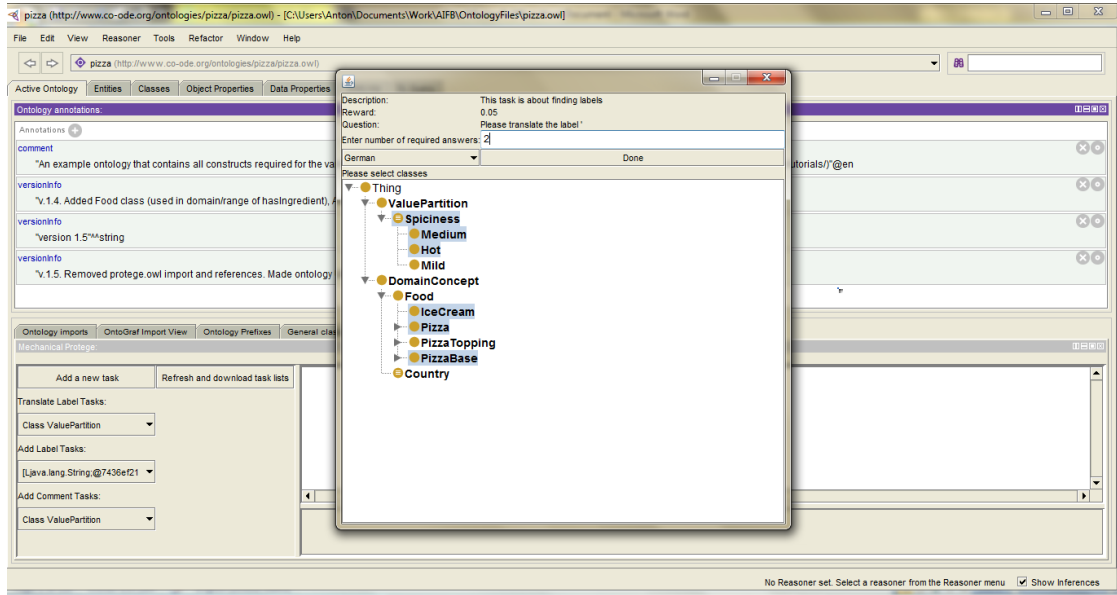 pizza (http://www.co-ode.org/ontologies/pizza/pizza.owl) - [C:\Users\Anton\Documents\Work\AIFB\OntologyFiles\pizza.owl]
File Edit View Reasoner Tools Refactor Window Help
pizza (http://www.co-ode.org/ontologies/pizza/pizza.owl)
Active Ontology Entities Classes Object Properties Data Properties
Ontology annotations:
Annotations
comment
"An example ontology that contains all constructs required for the va
utorials/)"@en
versionInfo
"v.1.4. Added Food class (used in domain/range of hasIngredient), A
versionInfo
"version 1.5"^^string
versionInfo
"v.1.5. Removed protege.owl import and references. Made ontology
Ontology imports OntoGraf Import View Ontology Prefixes General clas
Mechanical Protege:
Add a new task Refresh and download task lists
Translate Label Tasks:
Class ValuePartition
Add Label Tasks:
[Ljava.lang.String;@7436ef21
Add Comment Tasks:
Class ValuePartition
Description: This task is about finding labels
Reward: 0.05
Question: Please translate the label '
Enter number of required answers: 2
German Done
Please select classes
Thing
ValuePartition
Spiciness
Medium
Hot
Mild
DomainConcept
Food
IceCream
Pizza
PizzaTopping
PizzaBase
Country
No Reasoner set. Select a reasoner from the Reasoner menu Show Inferences